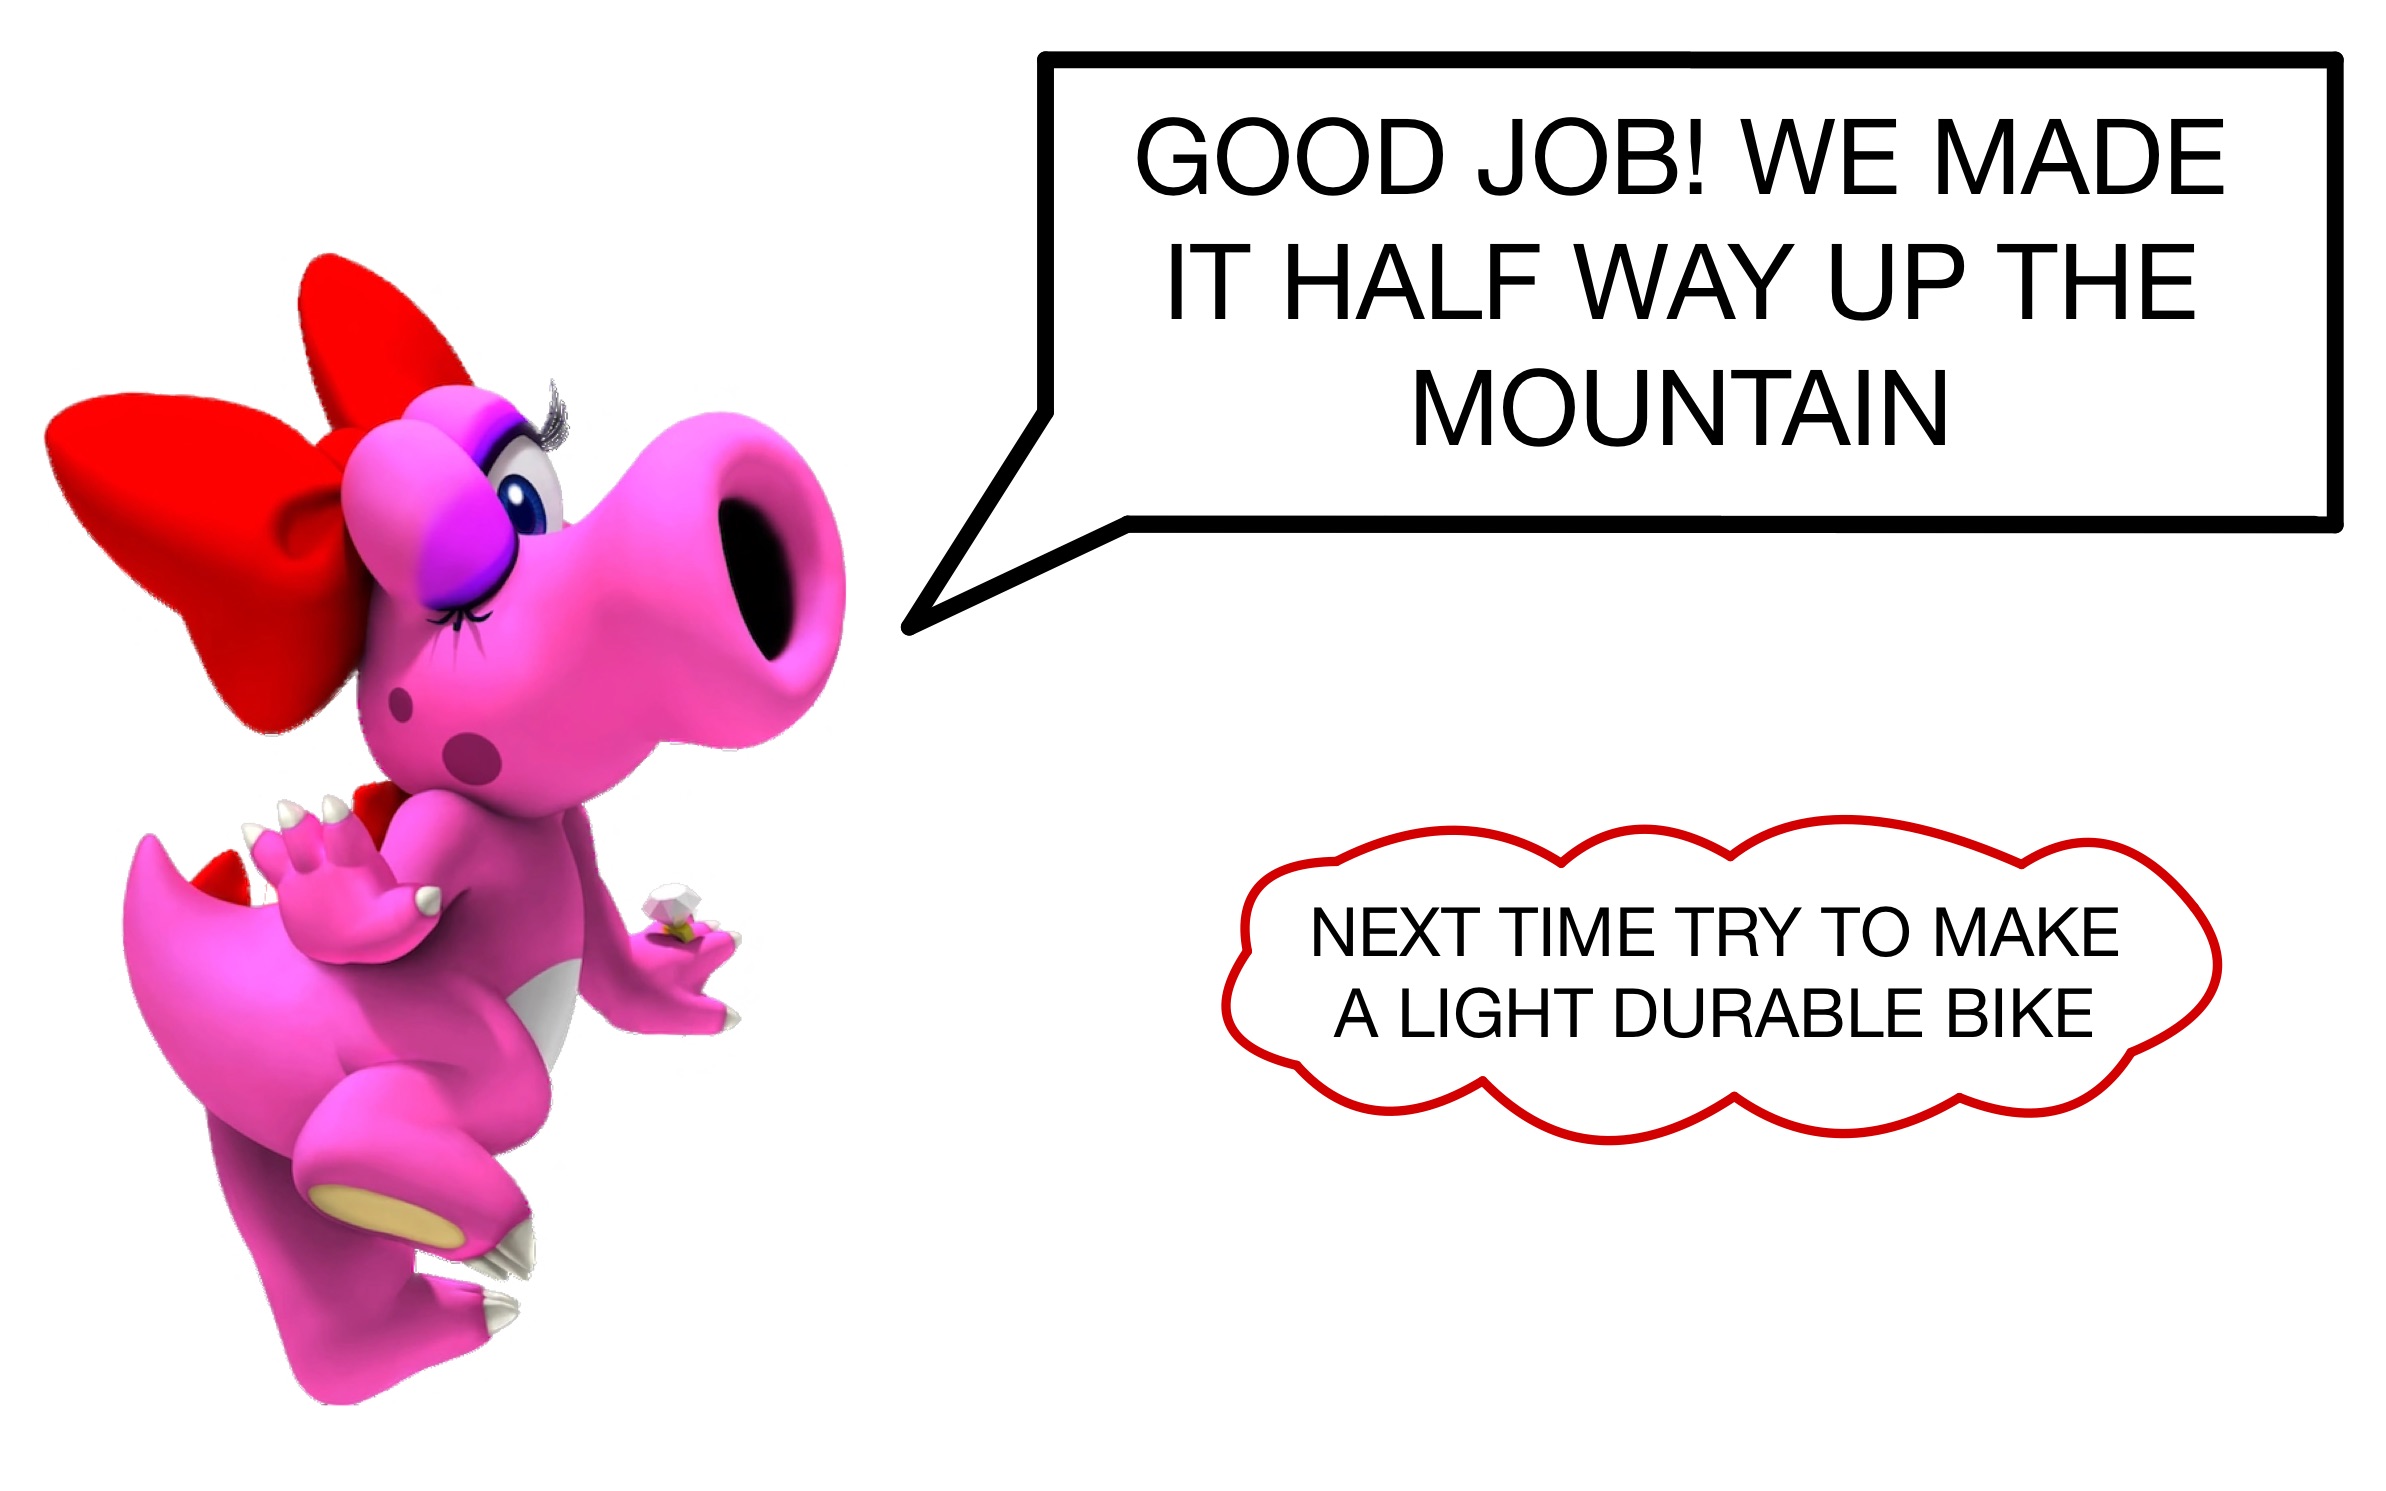 GOOD JOB! WE MADE
IT HALF WAY UP THE
MOUNTAIN
NEXT TIME TRY TO MAKE
A LIGHT DURABLE BIKE